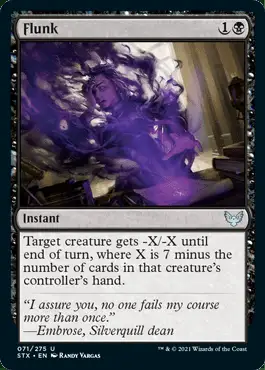 Flunk 1
Instant
Target creature gets -X/-X until
end of turn, where X is 7 minus the
number of cards in that creature's
controller's hand.
“I assure you, no one fails my course
more than once.”
—Embrose, Silverquill dean
071/275 U
STX • EN RANDY VARGAS
™ & © 2021 Wizards of the Coast